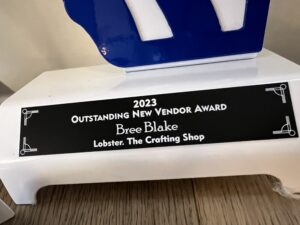 2023
OUTSTANDING NEW VENDOR AWARD
Bree Blake
Lobster. The Crafting Shop